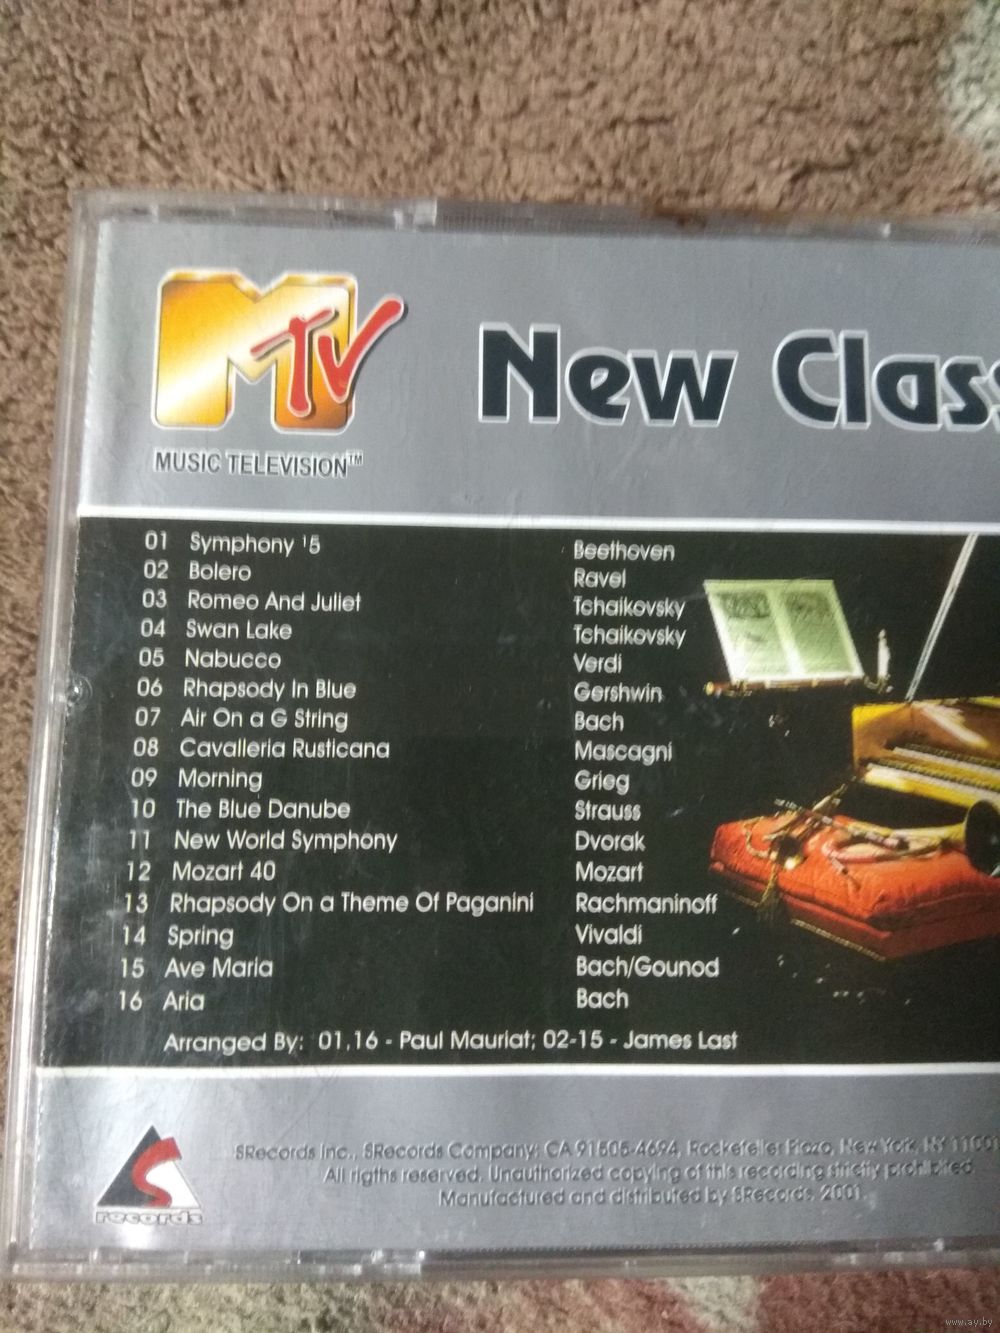 MTV
MUSIC TELEVISION™
New Class
01 Symphony '5 Beethoven
02 Bolero Ravel
03 Romeo And Juliet Tchaikovsky
04 Swan Lake Tchaikovsky
05 Nabucco Verdi
06 Rhapsody In Blue Gershwin
07 Air On a G String Bach
08 Cavalleria Rusticana Mascagni
09 Morning Grieg
10 The Blue Danube Strauss
11 New World Symphony Dvorak
12 Mozart 40 Mozart
13 Rhapsody On a Theme Of Paganini Rachmaninoff
14 Spring Vivaldi
15 Ave Maria Bach/Gounod
16 Aria Bach
Arranged By: 01,16 - Paul Mauriat; 02-15 - James Last
S records
SRecords Inc., SRecords Company: CA 91505-4694, Rockefeller Plaza, New York, NY
All rigths reserved. Unauthorized copying of this recording strictly prohibited.
Manufactured and distributed by SRecords, 2001.
www.ay.by